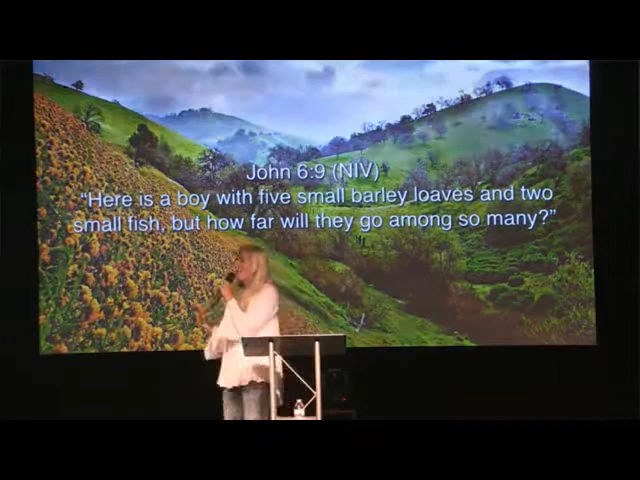 John 6:9 (NIV)
“Here is a boy with five small barley loaves and two
small fish, but how far will they go among so many?”